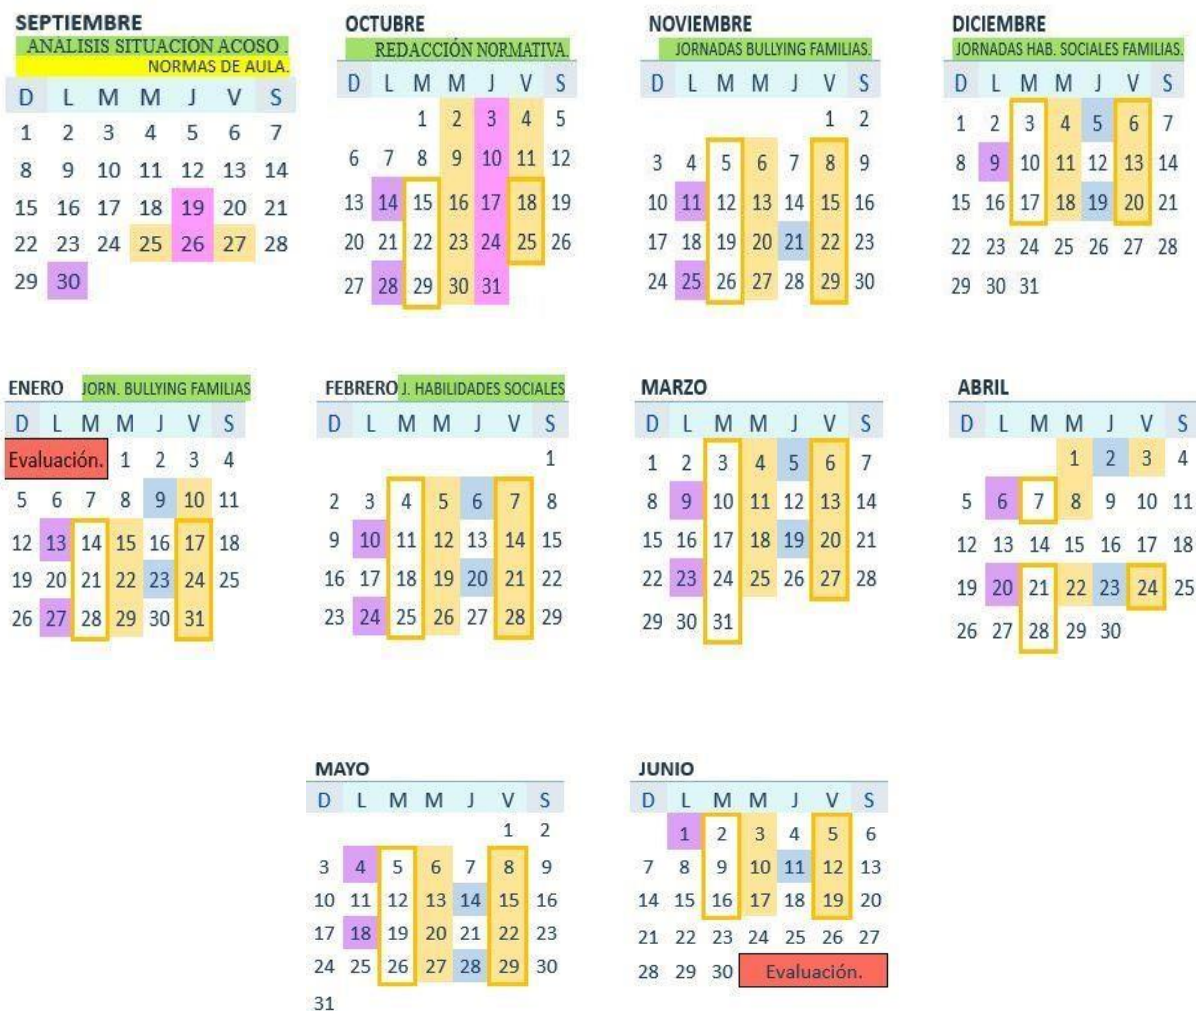 SEPTIEMBRE
ANÁLISIS SITUACIÓN ACOSO .
NORMAS DE AULA.
D L M M J V S
1 2 3 4 5 6 7
8 9 10 11 12 13 14
15 16 17 18 19 20 21
22 23 24 25 26 27 28
29 30
OCTUBRE
REDACCIÓN NORMATIVA.
D L M M J V S
1 2 3 4 5
6 7 8 9 10 11 12
13 14 15 16 17 18 19
20 21 22 23 24 25 26
27 28 29 30 31
NOVIEMBRE
JORNADAS BULLYING FAMILIAS.
D L M M J V S
1 2
3 4 5 6 7 8 9
10 11 12 13 14 15 16
17 18 19 20 21 22 23
24 25 26 27 28 29 30
DICIEMBRE
JORNADAS HAB. SOCIALES FAMILIAS.
D L M M J V S
1 2 3 4 5 6 7
8 9 10 11 12 13 14
15 16 17 18 19 20 21
22 23 24 25 26 27 28
29 30 31
ENERO JORN. BULLYING FAMILIAS
D L M M J V S
Evaluación. 1 2 3 4
5 6 7 8 9 10 11
12 13 14 15 16 17 18
19 20 21 22 23 24 25
26 27 28 29 30 31
FEBRERO J. HABILIDADES SOCIALES
D L M M J V S
1
2 3 4 5 6 7 8
9 10 11 12 13 14 15
16 17 18 19 20 21 22
23 24 25 26 27 28 29
MARZO
D L M M J V S
1 2 3 4 5 6 7
8 9 10 11 12 13 14
15 16 17 18 19 20 21
22 23 24 25 26 27 28
29 30 31
ABRIL
D L M M J V S
1 2 3 4
5 6 7 8 9 10 11
12 13 14 15 16 17 18
19 20 21 22 23 24 25
26 27 28 29 30
MAYO
D L M M J V S
1 2
3 4 5 6 7 8 9
10 11 12 13 14 15 16
17 18 19 20 21 22 23
24 25 26 27 28 29 30
31
JUNIO
D L M M J V S
1 2 3 4 5 6
7 8 9 10 11 12 13
14 15 16 17 18 19 20
21 22 23 24 25 26 27
28 29 30 Evaluación.